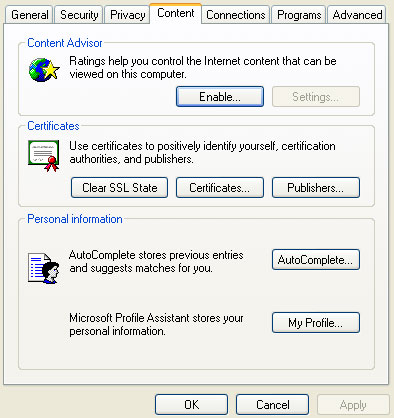 General Security Privacy Content Connections Programs Advanced
Content Advisor
Ratings help you control the Internet content that can be
viewed on this computer.
Enable... Settings...
Certificates
Use certificates to positively identify yourself, certification
authorities, and publishers.
Clear SSL State Certificates... Publishers...
Personal information
AutoComplete stores previous entries
and suggests matches for you.
AutoComplete...
Microsoft Profile Assistant stores your
personal information.
My Profile...
OK Cancel Apply